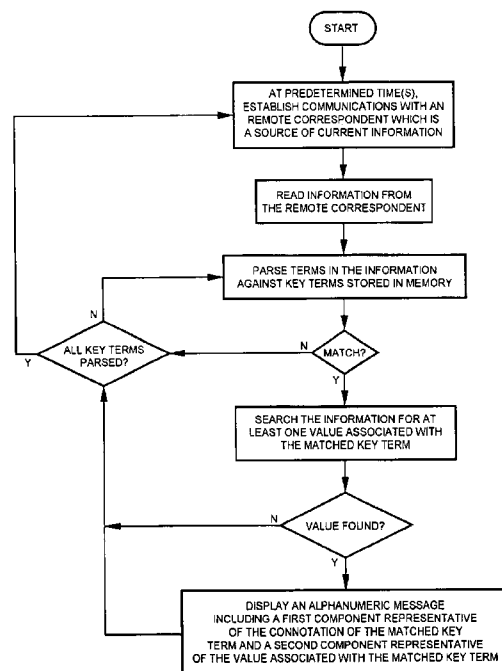 START
AT PREDETERMINED TIME(S),
ESTABLISH COMMUNICATIONS WITH AN
REMOTE CORRESPONDENT WHICH IS
A SOURCE OF CURRENT INFORMATION
READ INFORMATION FROM
THE REMOTE CORRESPONDENT
PARSE TERMS IN THE INFORMATION
AGAINST KEY TERMS STORED IN MEMORY
N
ALL KEY TERMS
PARSED?
Y
N
MATCH?
Y
SEARCH THE INFORMATION FOR AT
LEAST ONE VALUE ASSOCIATED WITH
THE MATCHED KEY TERM
N
VALUE FOUND?
Y
DISPLAY AN ALPHANUMERIC MESSAGE
INCLUDING A FIRST COMPONENT REPRESENTATIVE
OF THE CONNOTATION OF THE MATCHED KEY
TERM AND A SECOND COMPONENT REPRESENTATIVE
OF THE VALUE ASSOCIATED WITH THE MATCHED KEY TERM